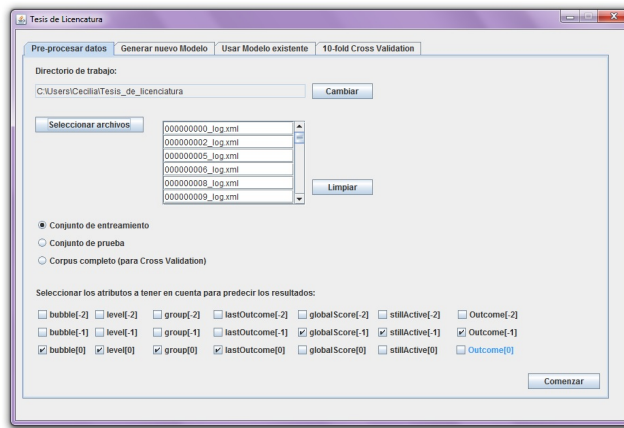 Tesis de Licencatura
Pre-procesar datos Generar nuevo Modelo Usar Modelo existente 10-fold Cross Validation
Directorio de trabajo:
C:\Users\Cecilia\Tesis_de_licenciatura Cambiar
Seleccionar archivos
000000000_log.xml
000000002_log.xml
000000005_log.xml
000000006_log.xml
000000008_log.xml
000000009_log.xml
Limpiar
Conjunto de entreamiento
Conjunto de prueba
Corpus completo (para Cross Validation)
Seleccionar los atributos a tener en cuenta para predecir los resultados:
bubble[-2] level[-2] group[-2] lastOutcome[-2] globalScore[-2] stillActive[-2] Outcome[-2]
bubble[-1] level[-1] group[-1] lastOutcome[-1] globalScore[-1] stillActive[-1] Outcome[-1]
bubble[0] level[0] group[0] lastOutcome[0] globalScore[0] stillActive[0] Outcome[0]
Comenzar